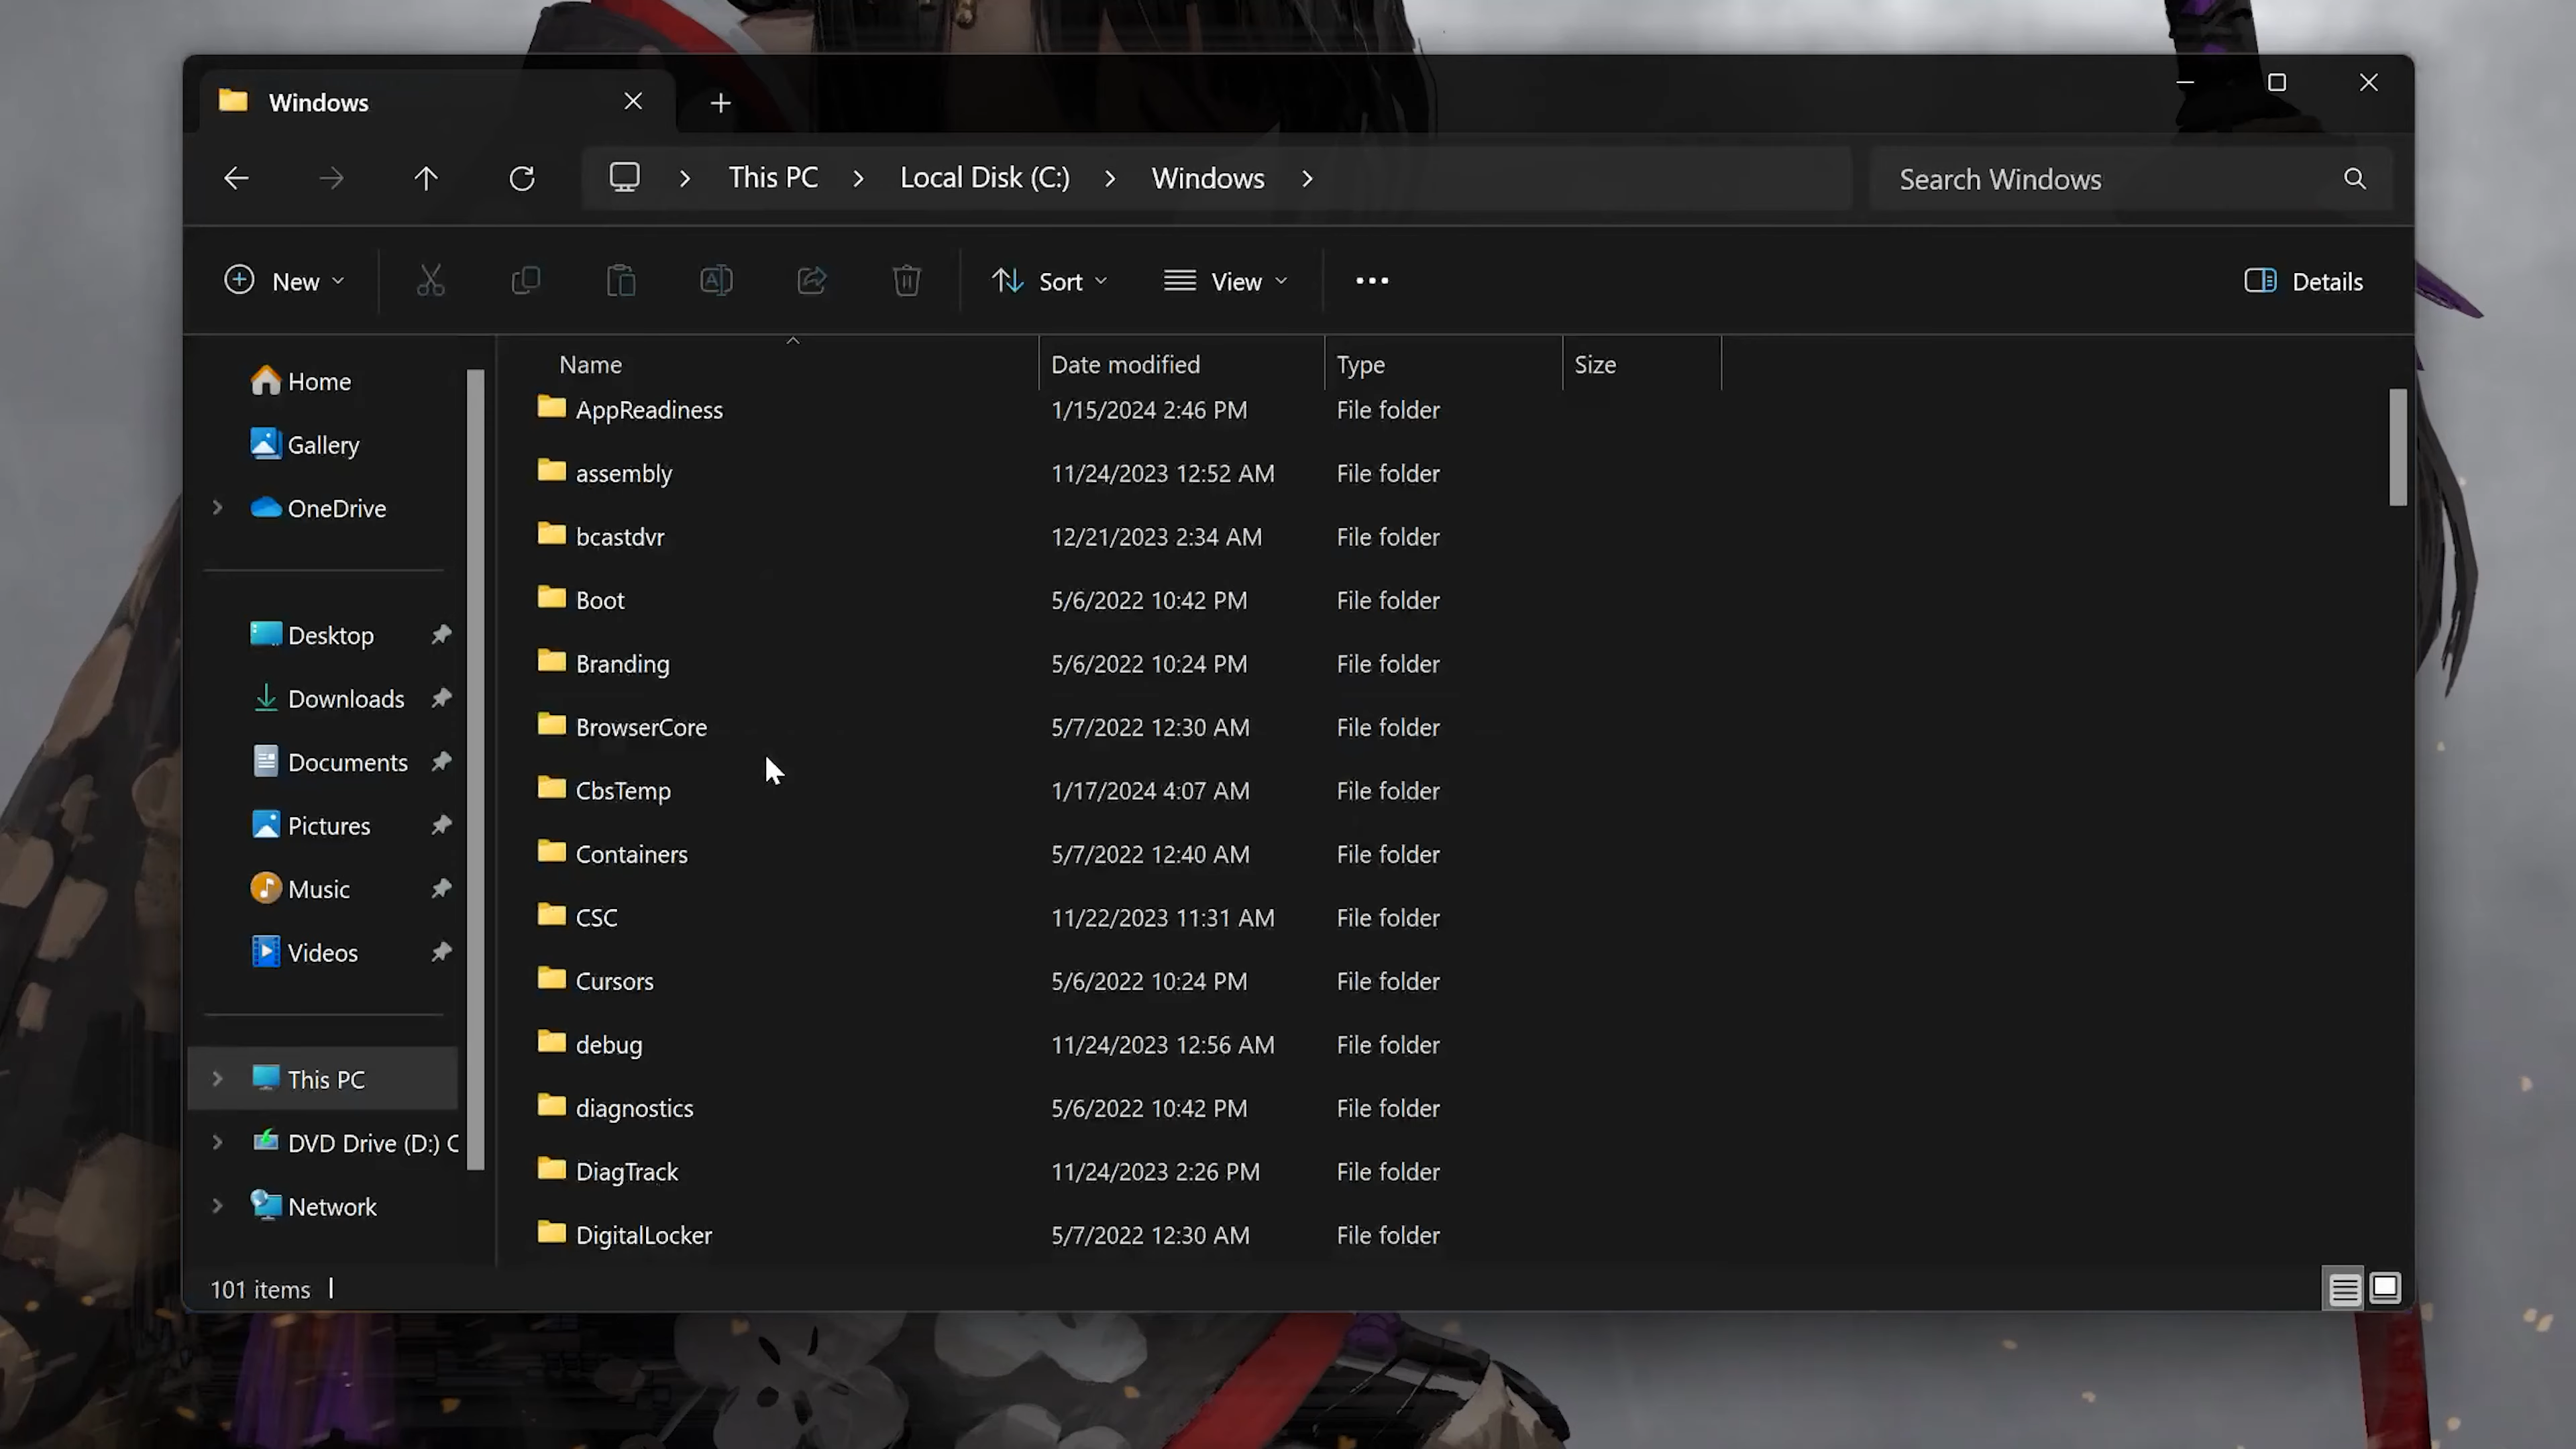 Windows
This PC > Local Disk (C:) > Windows >
Search Windows
New
Sort
View
Details
Home
Gallery
OneDrive
Desktop
Downloads
Documents
Pictures
Music
Videos
This PC
DVD Drive (D:) C
Network
Name Date modified Type Size
AppReadiness 1/15/2024 2:46 PM File folder
assembly 11/24/2023 12:52 AM File folder
bcastdvr 12/21/2023 2:34 AM File folder
Boot 5/6/2022 10:42 PM File folder
Branding 5/6/2022 10:24 PM File folder
BrowserCore 5/7/2022 12:30 AM File folder
CbsTemp 1/17/2024 4:07 AM File folder
Containers 5/7/2022 12:40 AM File folder
CSC 11/22/2023 11:31 AM File folder
Cursors 5/6/2022 10:24 PM File folder
debug 11/24/2023 12:56 AM File folder
diagnostics 5/6/2022 10:42 PM File folder
DiagTrack 11/24/2023 2:26 PM File folder
DigitalLocker 5/7/2022 12:30 AM File folder
101 items